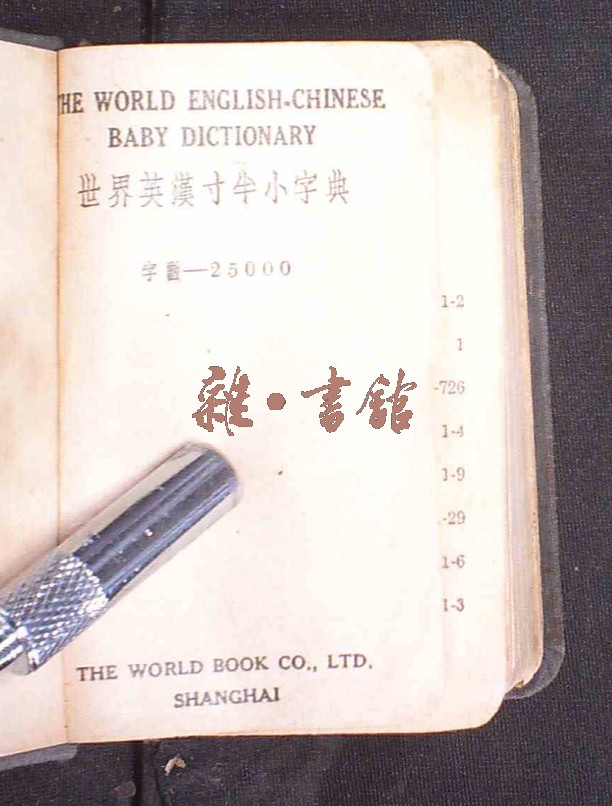 THE WORLD ENGLISH-CHINESE
BABY DICTIONARY
世界英漢寸半小字典
字數—25000
1-2
1
-726
1-4
1-9
-29
1-6
1-3
雜·書館
THE WORLD BOOK CO., LTD.
SHANGHAI